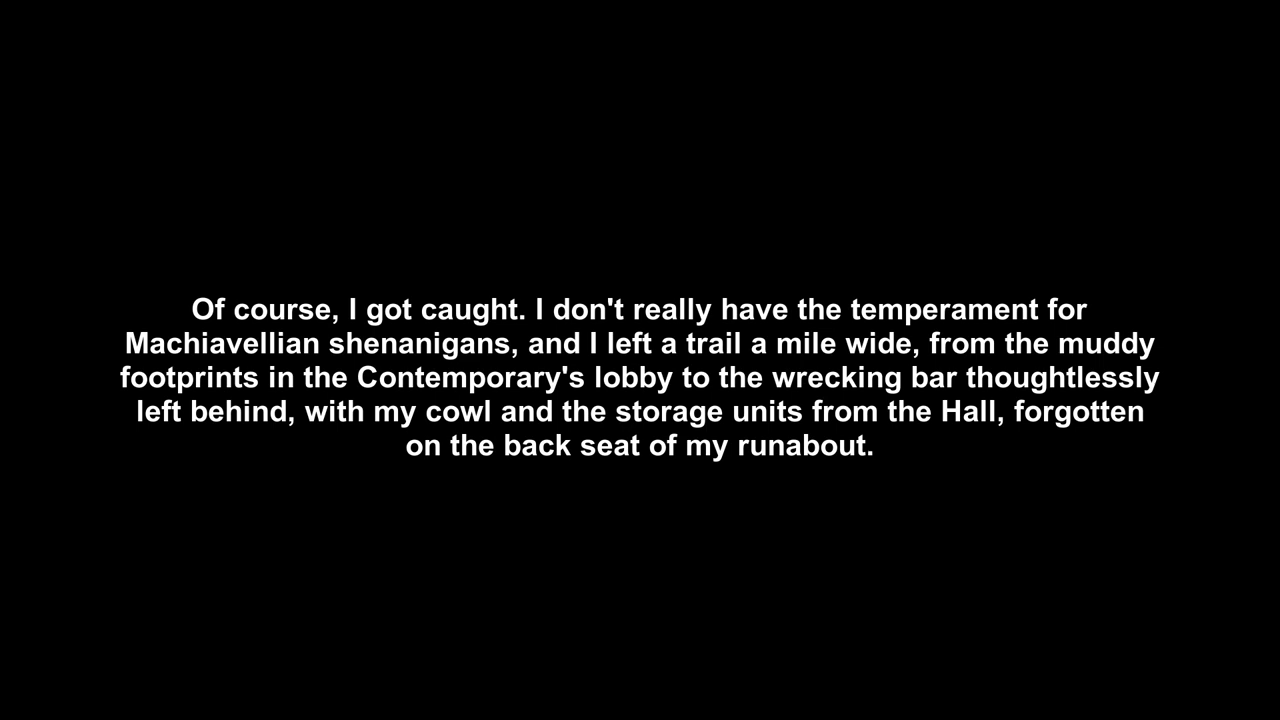 Of course, I got caught. I don't really have the temperament for
Machiavellian shenanigans, and I left a trail a mile wide, from the muddy
footprints in the Contemporary's lobby to the wrecking bar thoughtlessly
left behind, with my cowl and the storage units from the Hall, forgotten
on the back seat of my runabout.